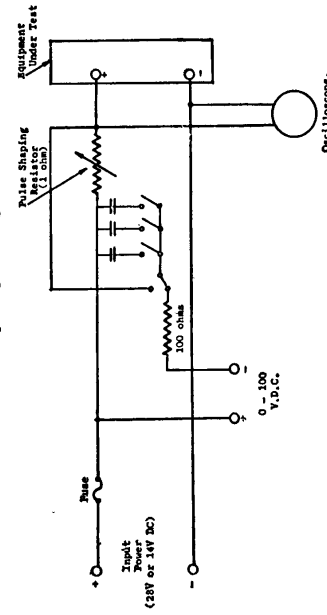 Equipment
Under Test
+
-
Pulse Shaping
Resistor
(1 ohm)
Oscilloscope
100 ohms
Fuse
+
-
0 - 100
V.D.C.
+
Input
Power
(28V or 14V DC)
-